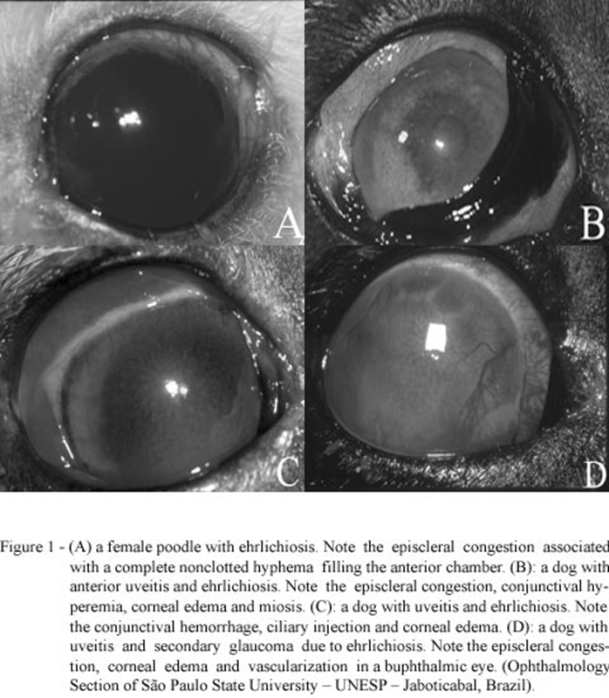 A
B
C
D
Figure 1 - (A) a female poodle with ehrlichiosis. Note the episcleral congestion associated
with a complete nonclotted hyphema filling the anterior chamber. (B): a dog with
anterior uveitis and ehrlichiosis. Note the episcleral congestion, conjunctival hy-
peremia, corneal edema and miosis. (C): a dog with uveitis and ehrlichiosis. Note
the conjunctival hemorrhage, ciliary injection and corneal edema. (D): a dog with
uveitis and secondary glaucoma due to ehrlichiosis. Note the episcleral conges-
tion, corneal edema and vascularization in a buphthalmic eye. (Ophthalmology
Section of São Paulo State University – UNESP – Jaboticabal, Brazil).